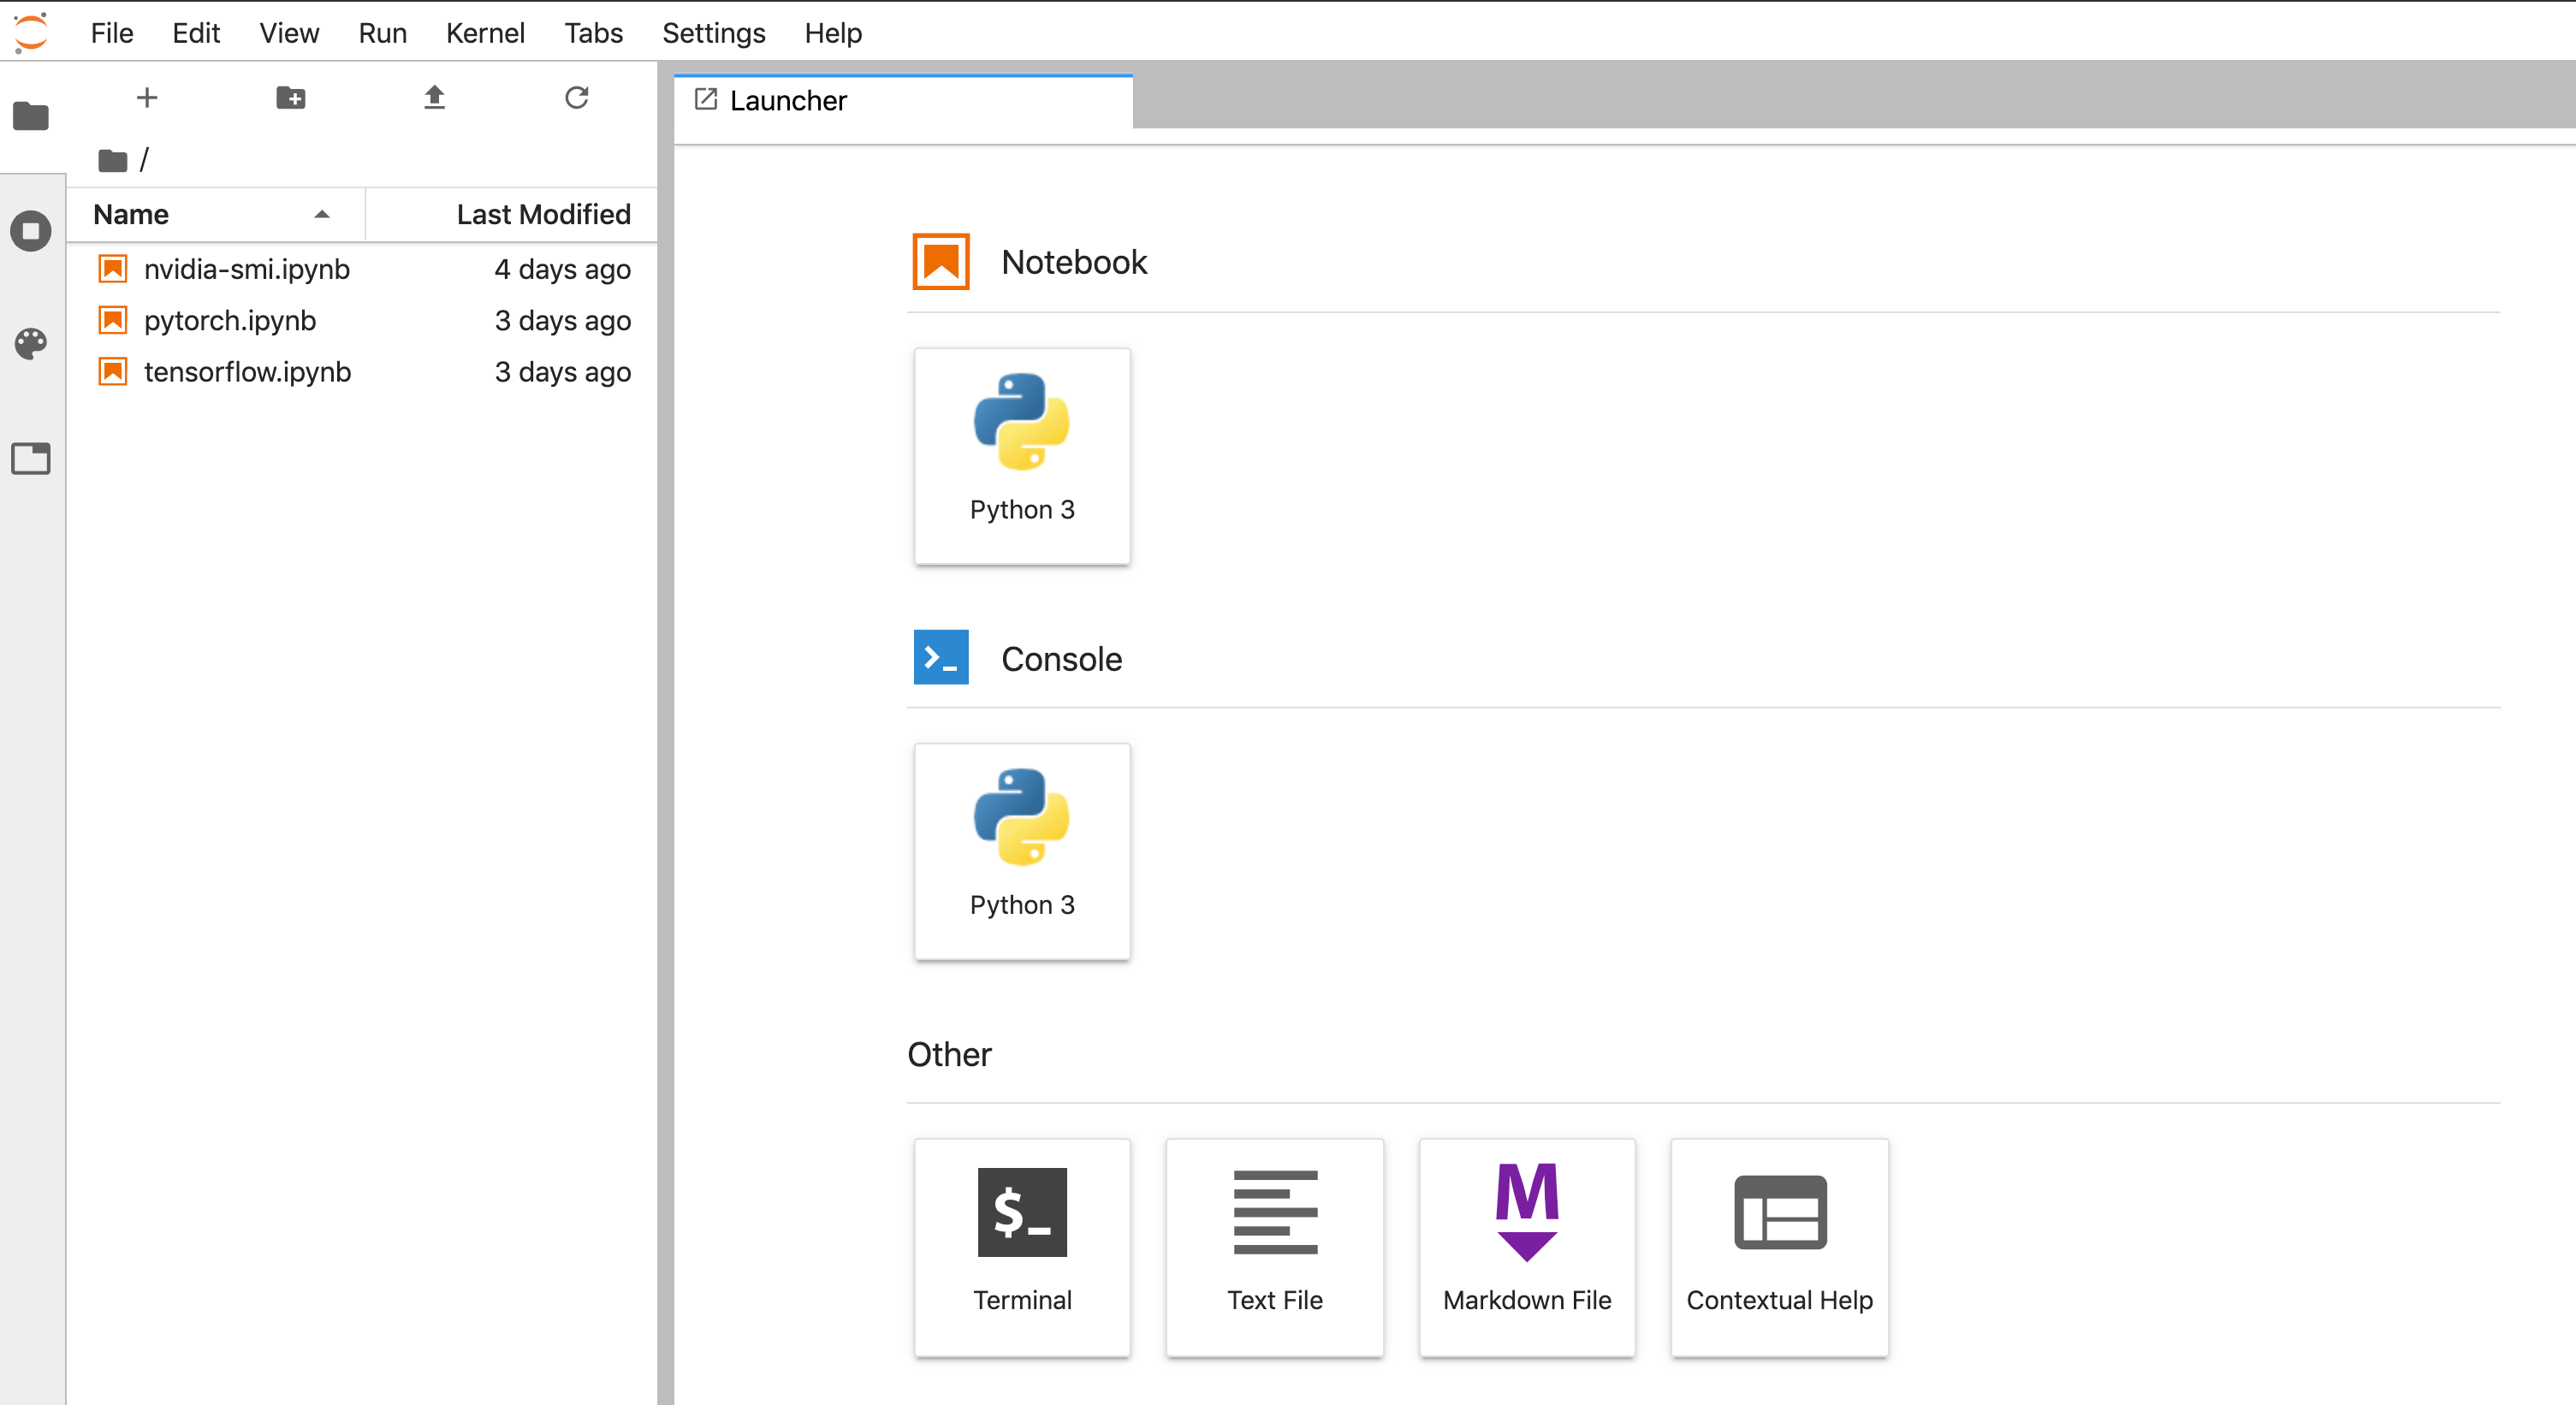 File Edit View Run Kernel Tabs Settings Help
/
Name Last Modified
nvidia-smi.ipynb 4 days ago
pytorch.ipynb 3 days ago
tensorflow.ipynb 3 days ago
Launcher
Notebook
Python 3
Console
Python 3
Other
$_
M
Terminal Text File Markdown File Contextual Help